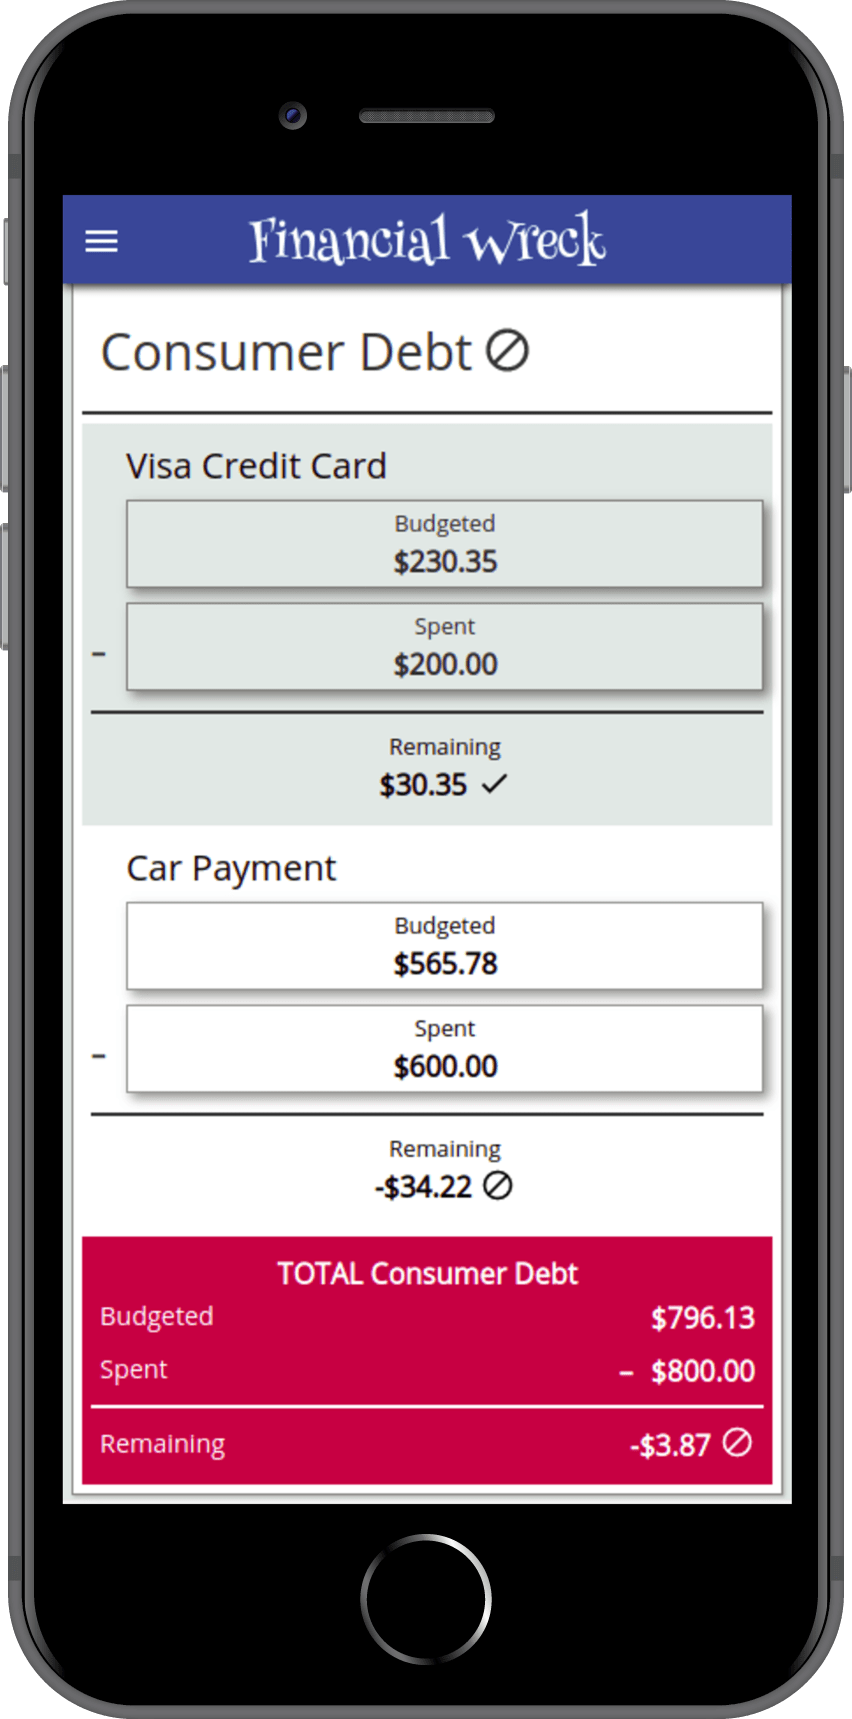 Financial Wreck
Consumer Debt
Visa Credit Card
Budgeted
$230.35
Spent
– $200.00
Remaining
$30.35
Car Payment
Budgeted
$565.78
Spent
– $600.00
Remaining
-$34.22
TOTAL Consumer Debt
Budgeted $796.13
Spent – $800.00
Remaining -$3.87